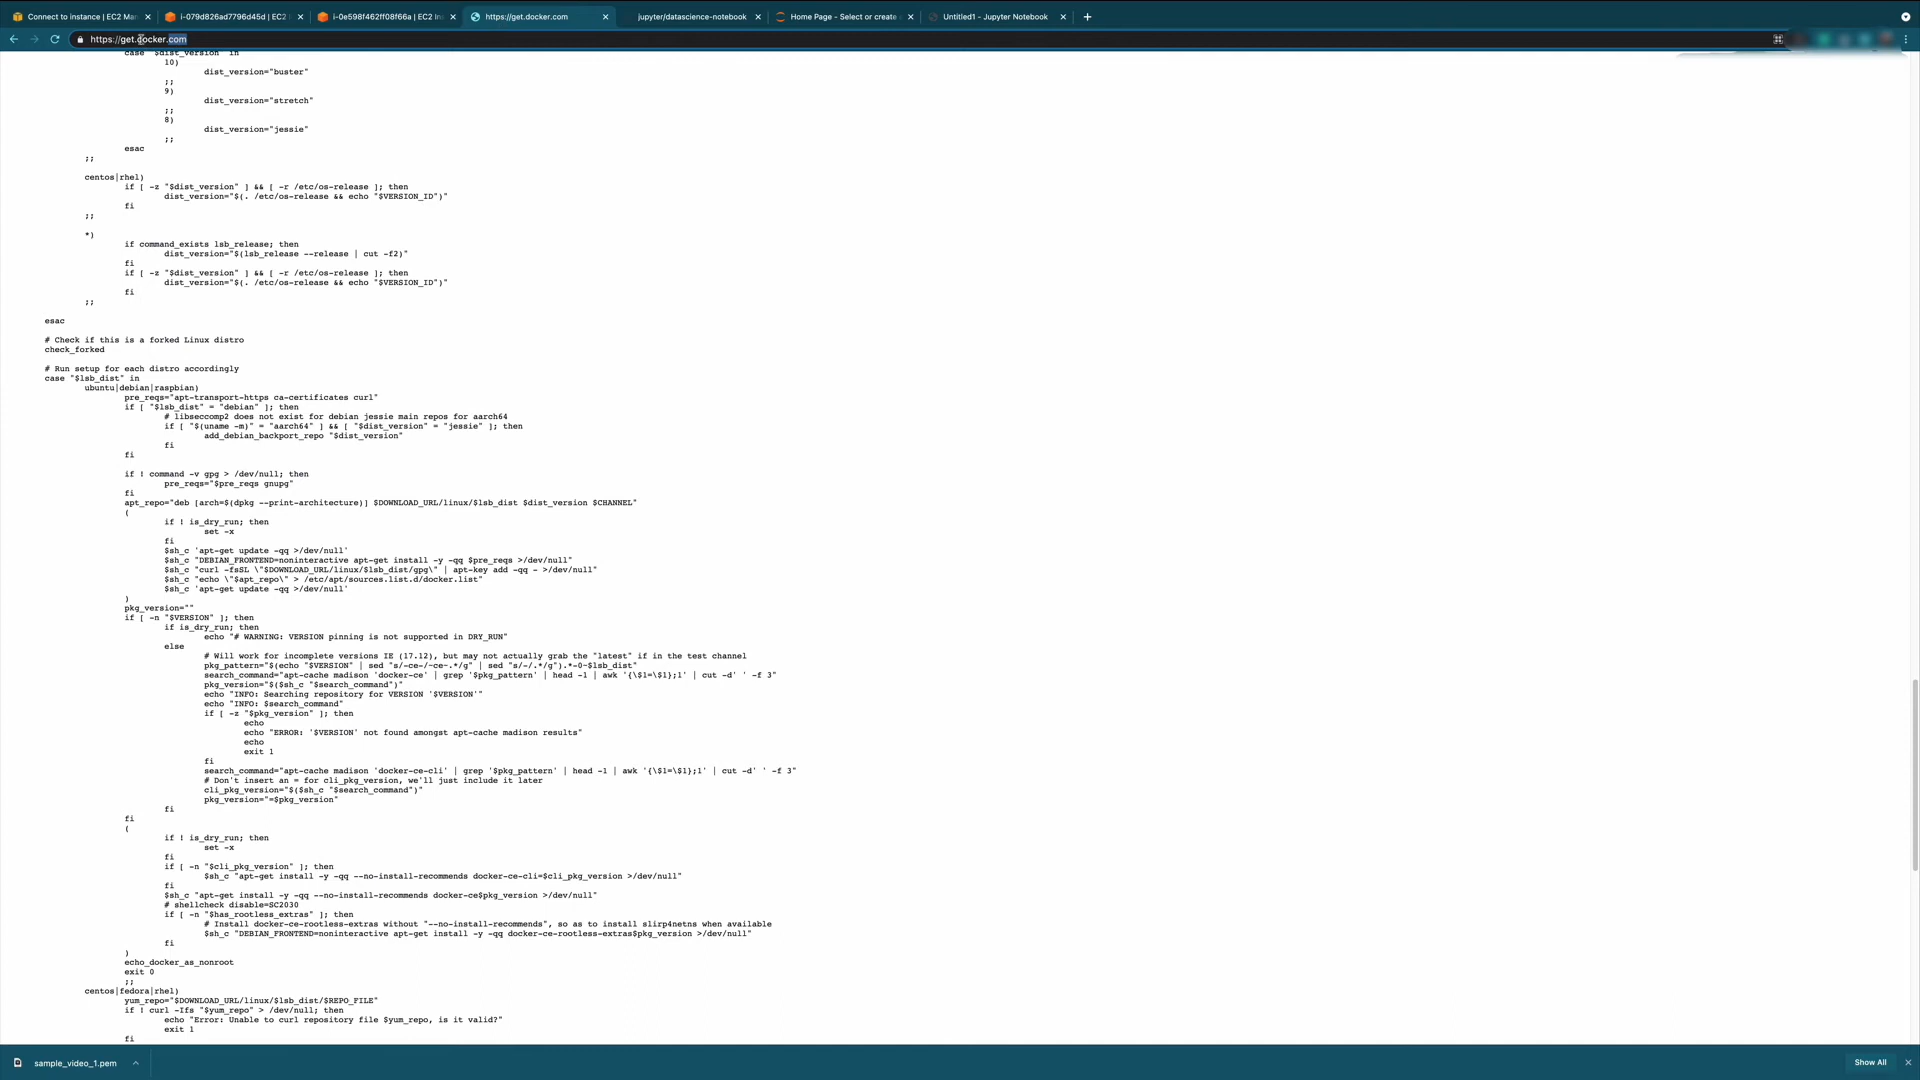 Connect to instance | EC2 Man
i-079d826ad7796d45d | EC2 I
i-0e598f462ff08f66a | EC2 Ins
https://get.docker.com
jupyter/datascience-notebook
Home Page - Select or create a
Untitled1 - Jupyter Notebook
https://get.docker.com
case "$dist_version" in
10)
dist_version="buster"
;;
9)
dist_version="stretch"
;;
8)
dist_version="jessie"
;;
esac
;;
centos|rhel)
if [ -z "$dist_version" ] && [ -r /etc/os-release ]; then
dist_version="$(. /etc/os-release && echo "$VERSION_ID")"
fi
;;
*)
if command_exists lsb_release; then
dist_version="$(lsb_release --release | cut -f2)"
fi
if [ -z "$dist_version" ] && [ -r /etc/os-release ]; then
dist_version="$(. /etc/os-release && echo "$VERSION_ID")"
fi
;;
esac
# Check if this is a forked Linux distro
check_forked
# Run setup for each distro accordingly
case "$lsb_dist" in
ubuntu|debian|raspbian)
pre_reqs="apt-transport-https ca-certificates curl"
if [ "$lsb_dist" = "debian" ]; then
# libseccomp2 does not exist for debian jessie main repos for aarch64
if [ "$(uname -m)" = "aarch64" ] && [ "$dist_version" = "jessie" ]; then
add_debian_backport_repo "$dist_version"
fi
fi
if ! command -v gpg > /dev/null; then
pre_reqs="$pre_reqs gnupg"
fi
apt_repo="deb [arch=$(dpkg --print-architecture)] $DOWNLOAD_URL/linux/$lsb_dist $dist_version $CHANNEL"
(
if ! is_dry_run; then
set -x
fi
$sh_c 'apt-get update -qq >/dev/null'
$sh_c "DEBIAN_FRONTEND=noninteractive apt-get install -y -qq $pre_reqs >/dev/null"
$sh_c "curl -fsSL \"$DOWNLOAD_URL/linux/$lsb_dist/gpg\" | apt-key add -qq - >/dev/null"
$sh_c "echo \"$apt_repo\" > /etc/apt/sources.list.d/docker.list"
$sh_c 'apt-get update -qq >/dev/null'
)
pkg_version=""
if [ -n "$VERSION" ]; then
if is_dry_run; then
echo "# WARNING: VERSION pinning is not supported in DRY_RUN"
else
# Will work for incomplete versions IE (17.12), but may not actually grab the "latest" if in the test channel
pkg_pattern="$(echo "$VERSION" | sed "s/-ce-/~ce~.*/g" | sed "s/-/.*/g").*-0~$lsb_dist"
search_command="apt-cache madison 'docker-ce' | grep '$pkg_pattern' | head -1 | awk '{\$1=\$1};1' | cut -d' ' -f 3"
pkg_version="$($sh_c "$search_command")"
echo "INFO: Searching repository for VERSION '$VERSION'"
echo "INFO: $search_command"
if [ -z "$pkg_version" ]; then
echo
echo "ERROR: '$VERSION' not found amongst apt-cache madison results"
echo
exit 1
fi
search_command="apt-cache madison 'docker-ce-cli' | grep '$pkg_pattern' | head -1 | awk '{\$1=\$1};1' | cut -d' ' -f 3"
# Don't insert an = for cli_pkg_version, we'll just include it later
cli_pkg_version="$($sh_c "$search_command")"
pkg_version="=$pkg_version"
fi
fi
(
if ! is_dry_run; then
set -x
fi
if [ -n "$cli_pkg_version" ]; then
$sh_c "apt-get install -y -qq --no-install-recommends docker-ce-cli=$cli_pkg_version >/dev/null"
fi
$sh_c "apt-get install -y -qq --no-install-recommends docker-ce$pkg_version >/dev/null"
# shellcheck disable=SC2030
if [ -n "$has_rootless_extras" ]; then
# Install docker-ce-rootless-extras without "--no-install-recommends", so as to install slirp4netns when available
$sh_c "DEBIAN_FRONTEND=noninteractive apt-get install -y -qq docker-ce-rootless-extras$pkg_version >/dev/null"
fi
)
echo_docker_as_nonroot
exit 0
;;
centos|fedora|rhel)
yum_repo="$DOWNLOAD_URL/linux/$lsb_dist/$REPO_FILE"
if ! curl -Ifs "$yum_repo" > /dev/null; then
echo "Error: Unable to curl repository file $yum_repo, is it valid?"
exit 1
fi
sample_video_1.pem
Show All